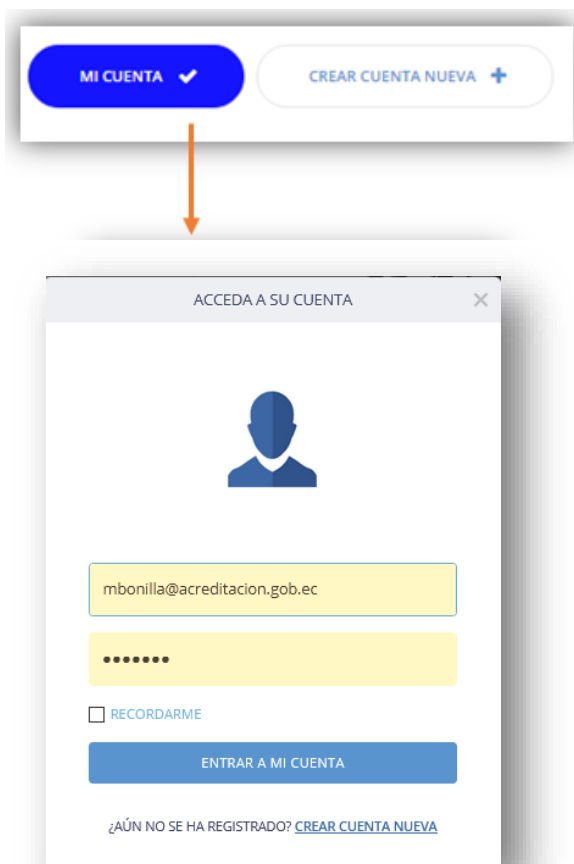 MI CUENTA
CREAR CUENTA NUEVA
ACCEDA A SU CUENTA
mbonilla@acreditacion.gob.ec
•••••••
RECORDARME
ENTRAR A MI CUENTA
¿AÚN NO SE HA REGISTRADO? CREAR CUENTA NUEVA